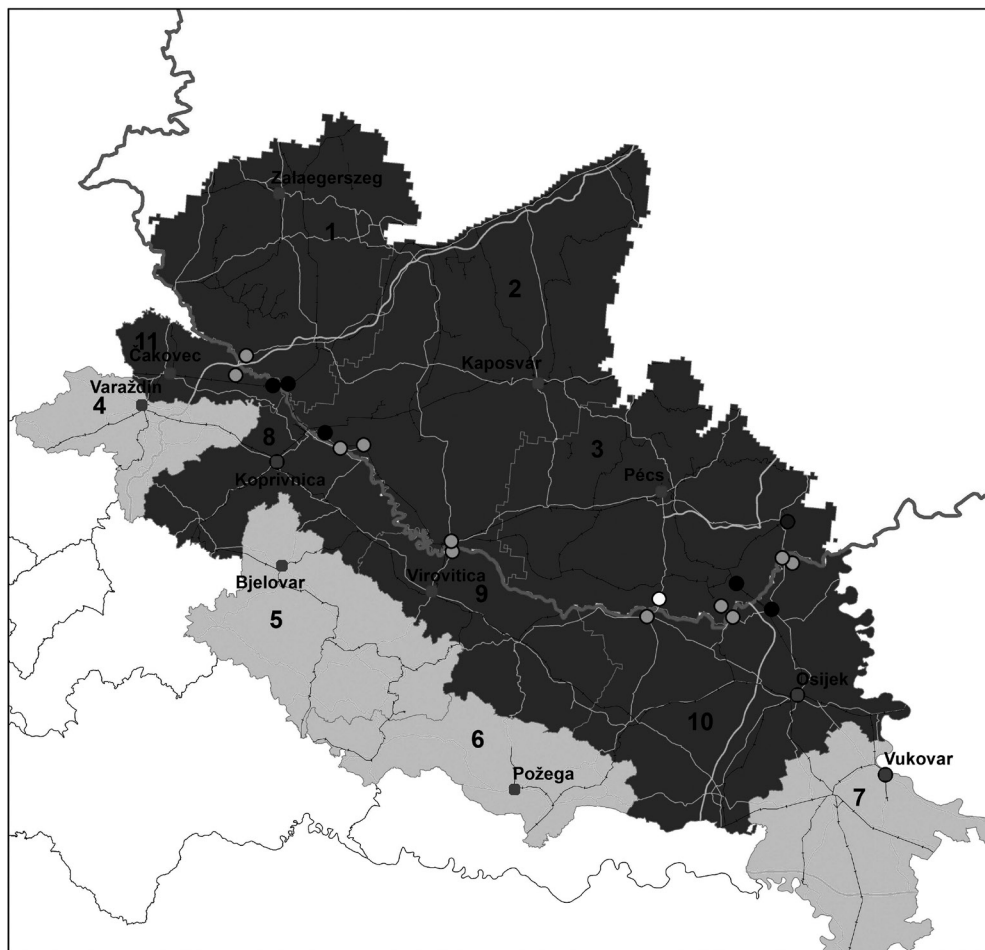 Zalaegerszeg
1
2
11
Čakovec
Kaposvár
Varaždin
4
8
3
Koprivnica
Pécs
Bjelovar
Virovitica
9
5
Osijek
10
6
Vukovar
Požega
7